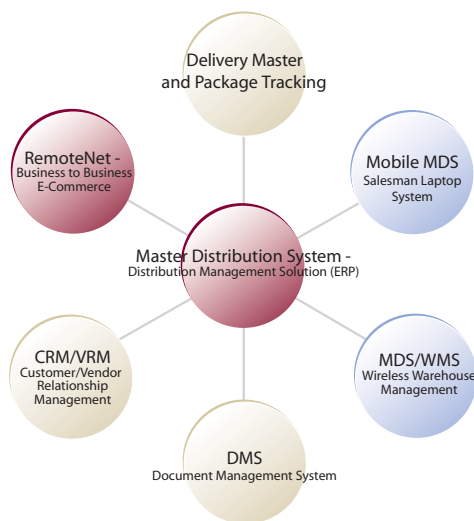 Delivery Master
and Package Tracking
RemoteNet -
Business to Business
E-Commerce
Mobile MDS
Salesman Laptop
System
Master Distribution System -
Distribution Management Solution (ERP)
CRM/VRM
Customer/Vendor
Relationship
Management
MDS/WMS
Wireless Warehouse
Management
DMS
Document Management System